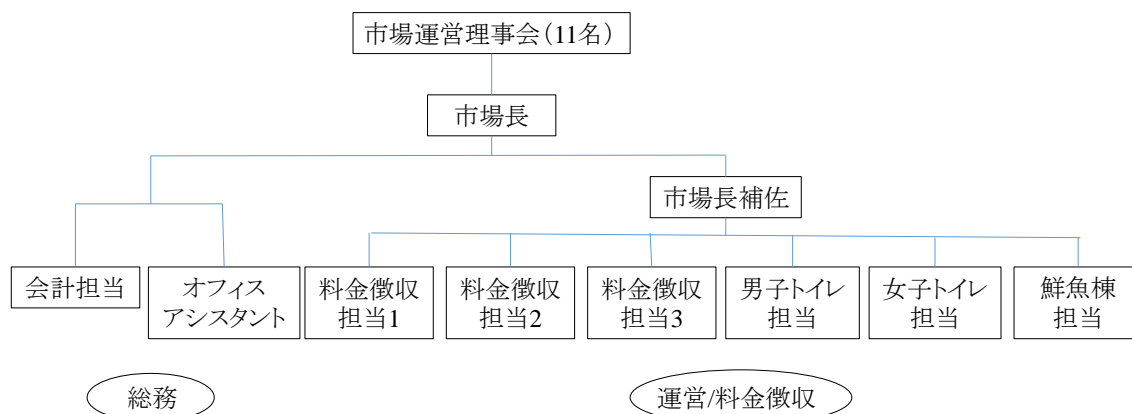 市場運営理事会（11名）
市場長
市場長補佐
会計担当
オフィス
アシスタント
料金徴収
担当1
料金徴収
担当2
料金徴収
担当3
男子トイレ
担当
女子トイレ
担当
鮮魚棟
担当
総務
運営/料金徴収